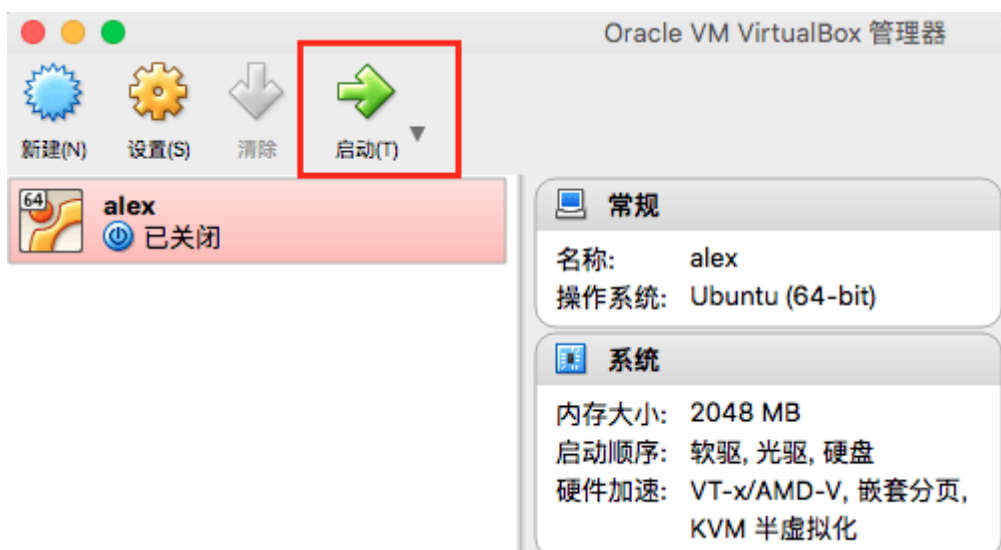 Oracle VM VirtualBox 管理器
新建(N) 设置(S) 清除 启动(T)
64
alex
已关闭
常规
名称: alex
操作系统: Ubuntu (64-bit)
系统
内存大小: 2048 MB
启动顺序: 软驱, 光驱, 硬盘
硬件加速: VT-x/AMD-V, 嵌套分页,
KVM 半虚拟化